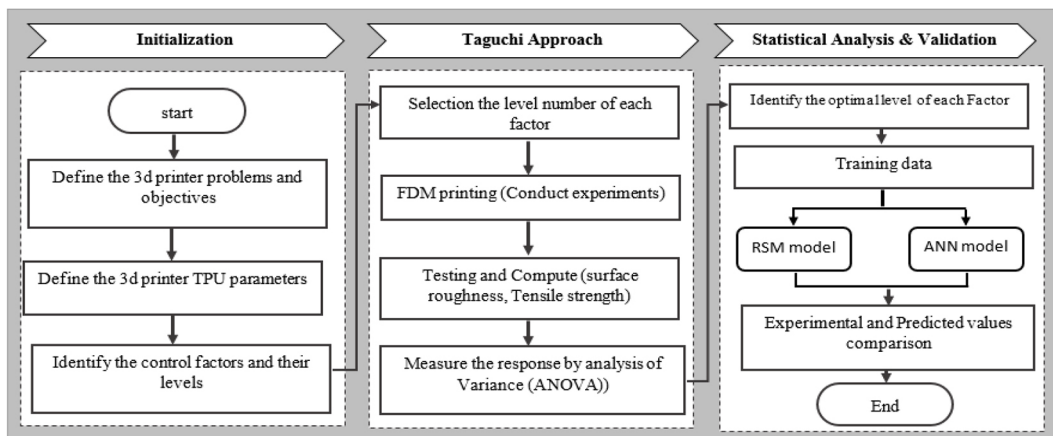 Initialization
start
Define the 3d printer problems and
objectives
Define the 3d printer TPU parameters
Identify the control factors and their
levels
Taguchi Approach
Selection the level number of each
factor
FDM printing (Conduct experiments)
Testing and Compute (surface
roughness, Tensile strength)
Measure the response by analysis of
Variance (ANOVA))
Statistical Analysis & Validation
Identify the optimal level of each Factor
Training data
RSM model
ANN model
Experimental and Predicted values
comparison
End